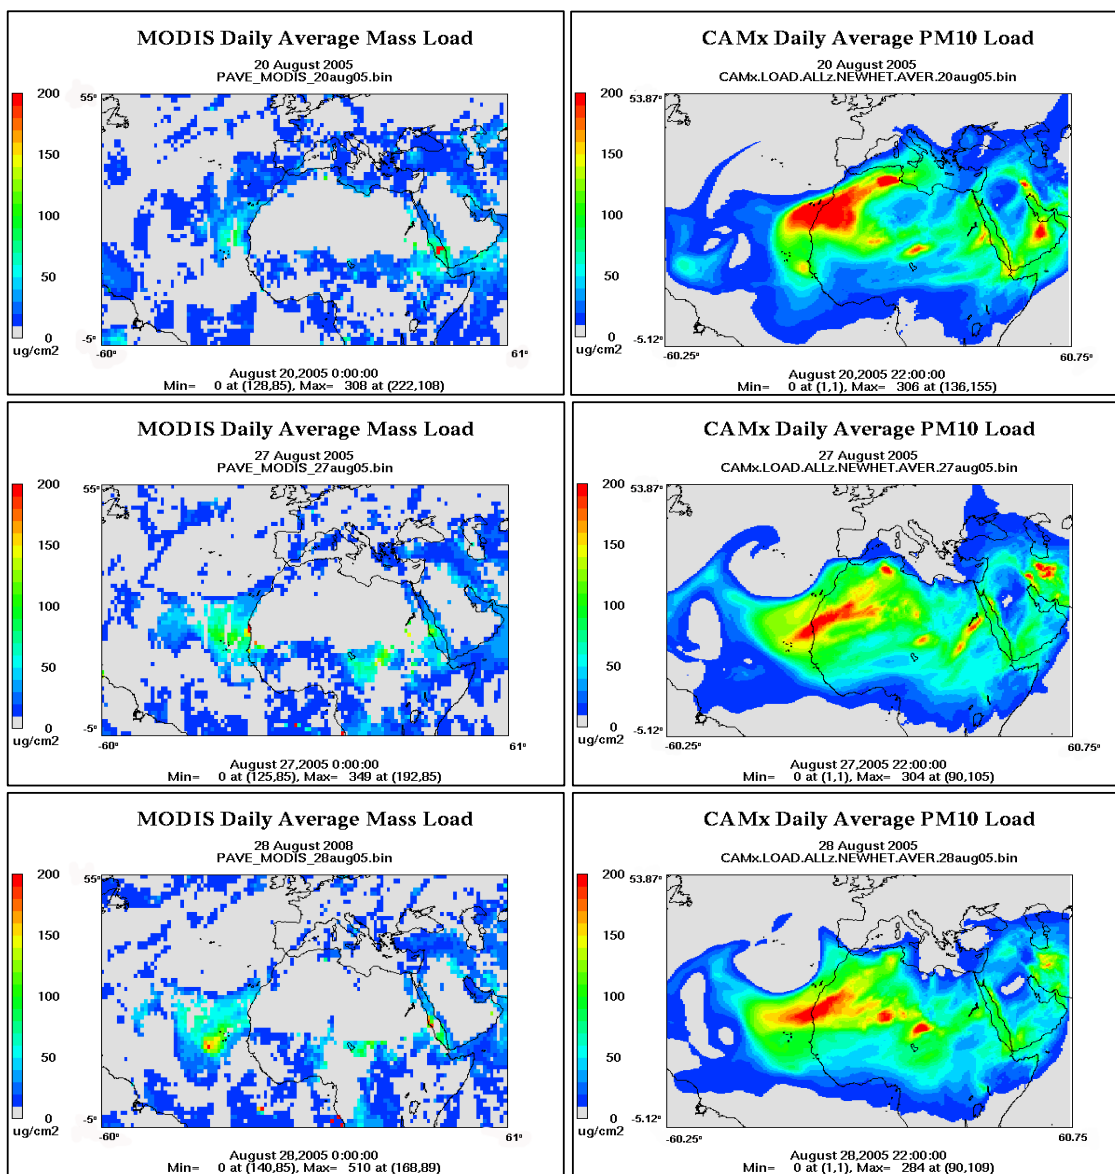 MODIS Daily Average Mass Load
20 August 2005
PAVE_MODIS_20aug05.bin
200
150
100
50
0
ug/cm2
55°
-5°
-60°
61°
August 20,2005 0:00:00
Min= 0 at (128,85), Max= 308 at (222,108)
CAMx Daily Average PM10 Load
20 August 2005
CAMx.LOAD.ALLz.NEWHET.AVER.20aug05.bin
200
150
100
50
0
ug/cm2
53.87°
-5.12°
-60.25°
60.75°
August 20,2005 22:00:00
Min= 0 at (1,1), Max= 306 at (136,155)
MODIS Daily Average Mass Load
27 August 2005
PAVE_MODIS_27aug05.bin
200
150
100
50
0
ug/cm2
55°
-5°
-60°
61°
August 27,2005 0:00:00
Min= 0 at (125,85), Max= 349 at (192,85)
CAMx Daily Average PM10 Load
27 August 2005
CAMx.LOAD.ALLz.NEWHET.AVER.27aug05.bin
200
150
100
50
0
ug/cm2
53.87°
-5.12°
-60.25°
60.75°
August 27,2005 22:00:00
Min= 0 at (1,1), Max= 304 at (90,105)
MODIS Daily Average Mass Load
28 August 2008
PAVE_MODIS_28aug05.bin
200
150
100
50
0
ug/cm2
55°
-5°
-60°
61°
August 28,2005 0:00:00
Min= 0 at (140,85), Max= 510 at (168,89)
CAMx Daily Average PM10 Load
28 August 2005
CAMx.LOAD.ALLz.NEWHET.AVER.28aug05.bin
200
150
100
50
0
ug/cm2
53.87°
-5.12°
-60.25°
60.75°
August 28,2005 22:00:00
Min= 0 at (1,1), Max= 284 at (90,109)